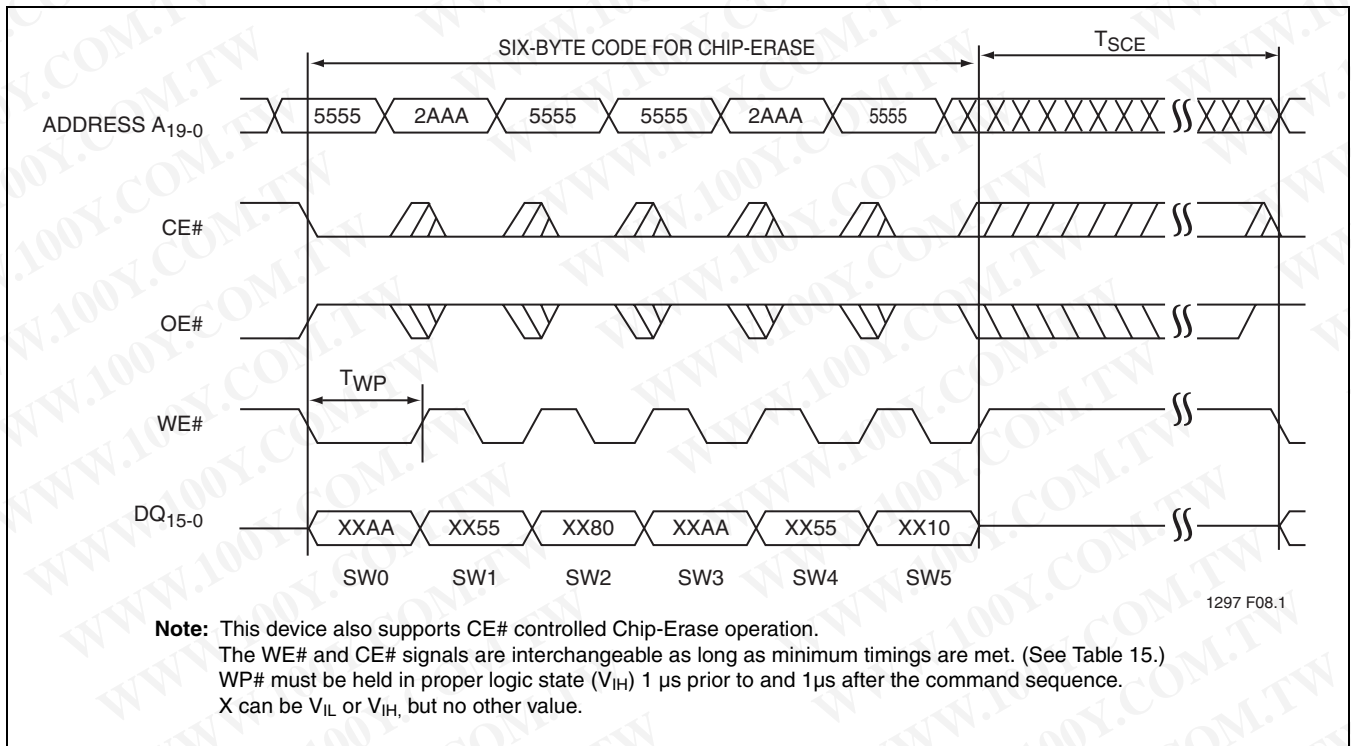 SIX-BYTE CODE FOR CHIP-ERASE
TSCE
ADDRESS A19-0
5555 2AAA 5555 5555 2AAA 5555
CE#
OE#
TWP
WE#
DQ15-0
XXAA XX55 XX80 XXAA XX55 XX10
SW0 SW1 SW2 SW3 SW4 SW5
1297 F08.1
Note: This device also supports CE# controlled Chip-Erase operation.
The WE# and CE# signals are interchangeable as long as minimum timings are met. (See Table 15.)
WP# must be held in proper logic state (VIH) 1 µs prior to and 1µs after the command sequence.
X can be VIL or VIH, but no other value.
WWW.100Y.COM.TW